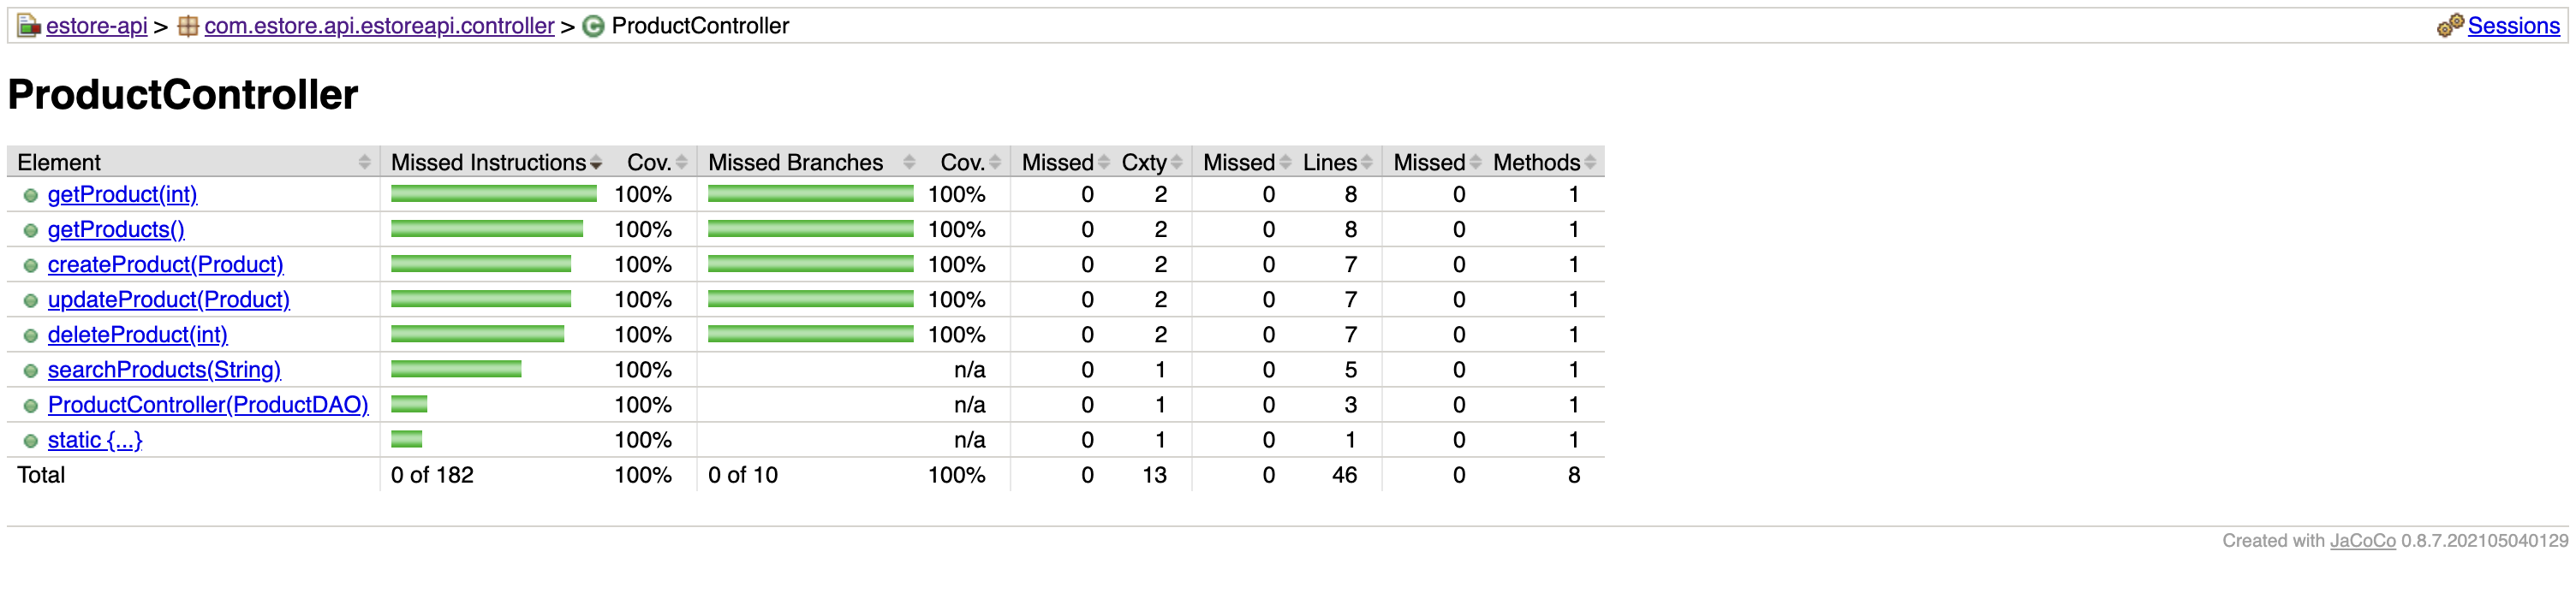 estore-api > com.estore.api.estoreapi.controller > ProductController Sessions
ProductController
Element Missed Instructions Cov. Missed Branches Cov. Missed Cxty Missed Lines Missed Methods
getProduct(int) 100% 100% 0 2 0 8 0 1
getProducts() 100% 100% 0 2 0 8 0 1
createProduct(Product) 100% 100% 0 2 0 7 0 1
updateProduct(Product) 100% 100% 0 2 0 7 0 1
deleteProduct(int) 100% 100% 0 2 0 7 0 1
searchProducts(String) 100% n/a 0 1 0 5 0 1
ProductController(ProductDAO) 100% n/a 0 1 0 3 0 1
static {...} 100% n/a 0 1 0 1 0 1
Total 0 of 182 100% 0 of 10 100% 0 13 0 46 0 8
Created with JaCoCo 0.8.7.202105040129